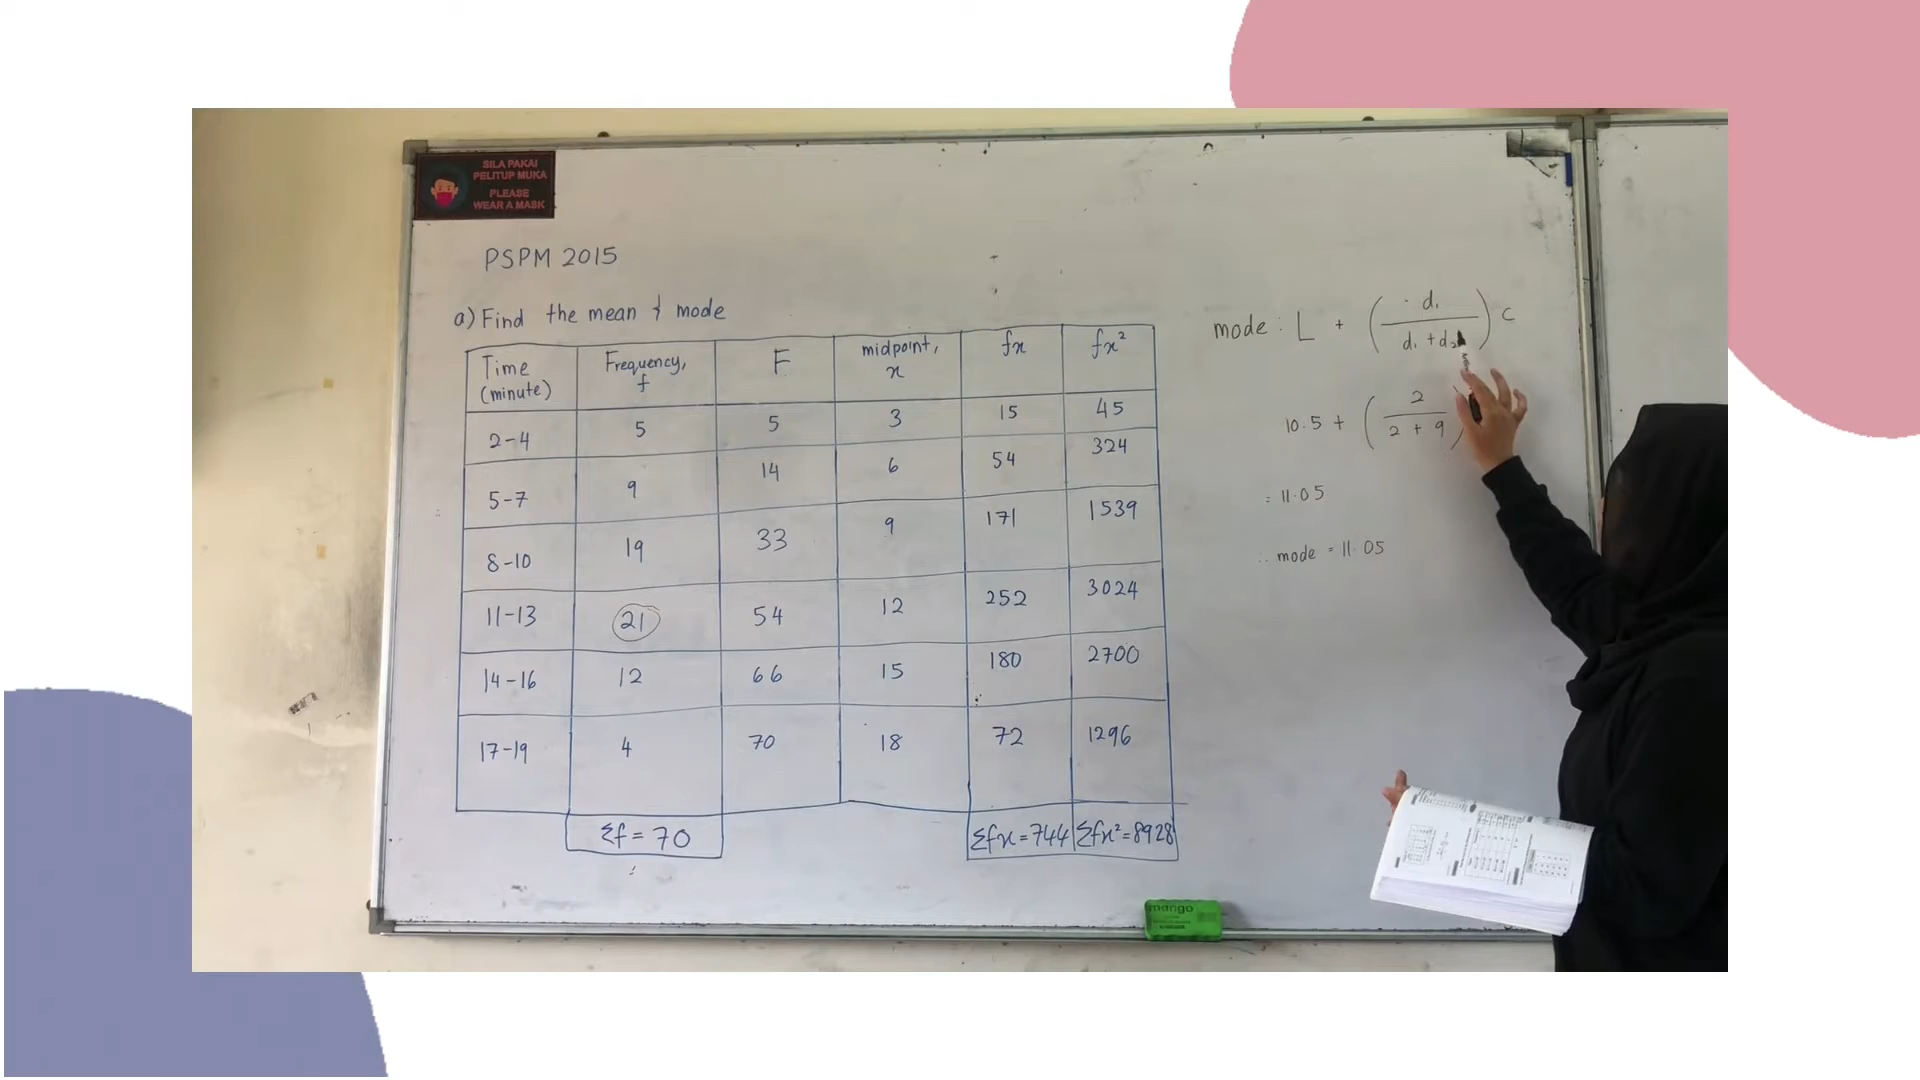 SILA PAKAI
PELITUP MUKA
PLEASE
WEAR A MASK
PSPM 2015
a) Find the mean & mode
Time (minute) Frequency, f F midpoint, x fx fx²
2-4 5 5 3 15 45
5-7 9 14 6 54 324
8-10 19 33 9 171 1539
11-13 21 54 12 252 3024
14-16 12 66 15 180 2700
17-19 4 70 18 72 1296
Σf = 70 Σfx = 744 Σfx² = 8928
mode : L + (d₁ / d₁ + d₂) c
10.5 + (2 / 2 + 9)
= 11.05
∴ mode = 11.05
mango